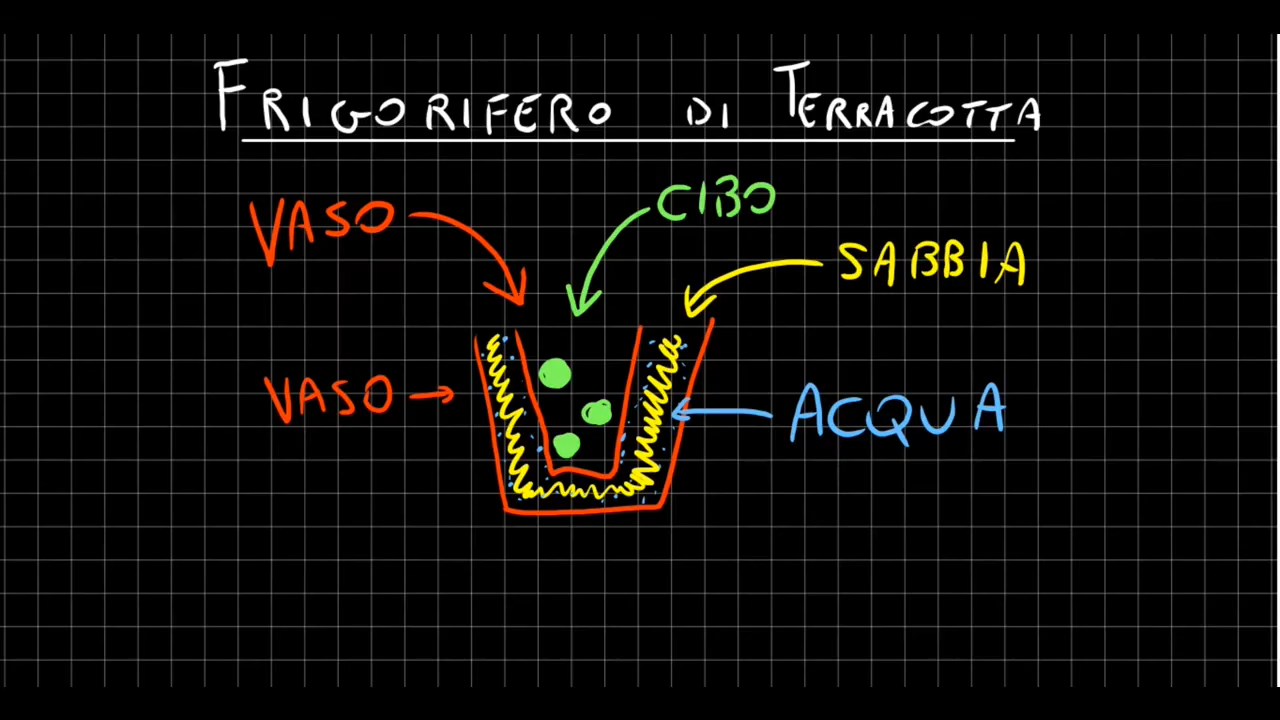 FRIGORIFERO DI TERRACOTTA
VASO
CIBO
SABBIA
VASO
ACQUA